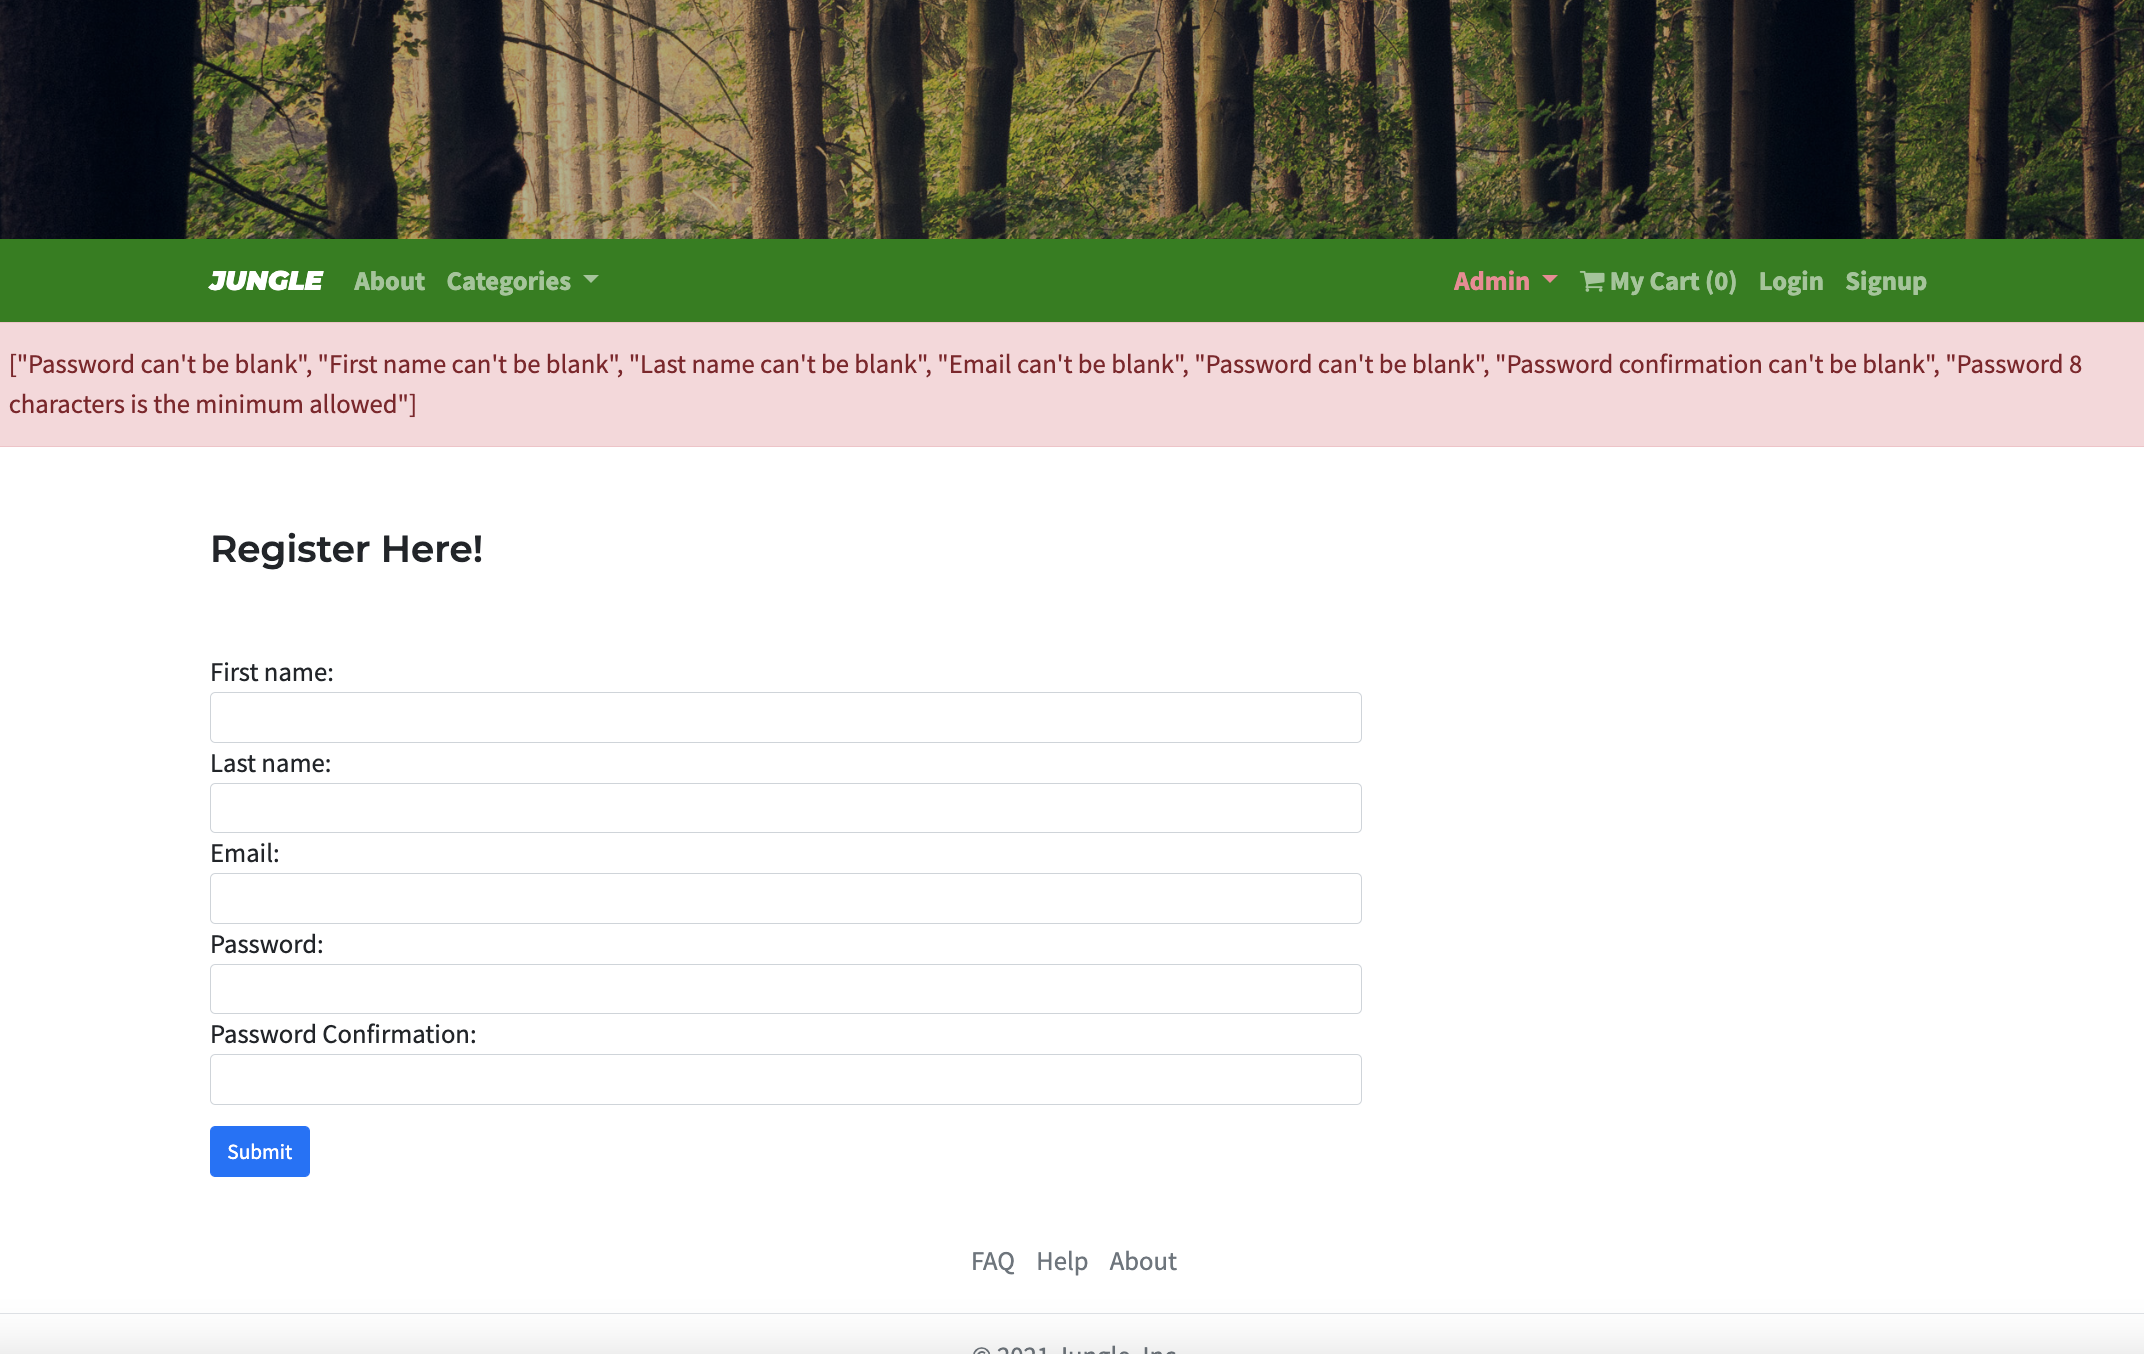 JUNGLE About Categories Admin My Cart (0) Login Signup
["Password can't be blank", "First name can't be blank", "Last name can't be blank", "Email can't be blank", "Password can't be blank", "Password confirmation can't be blank", "Password 8
characters is the minimum allowed"]
Register Here!
First name:
Last name:
Email:
Password:
Password Confirmation:
Submit
FAQ Help About
© 2021 Jungle, Inc